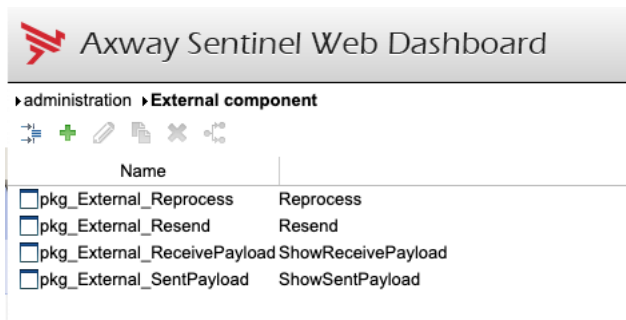 Axway Sentinel Web Dashboard
administration External component
Name
pkg_External_Reprocess Reprocess
pkg_External_Resend Resend
pkg_External_ReceivePayload ShowReceivePayload
pkg_External_SentPayload ShowSentPayload